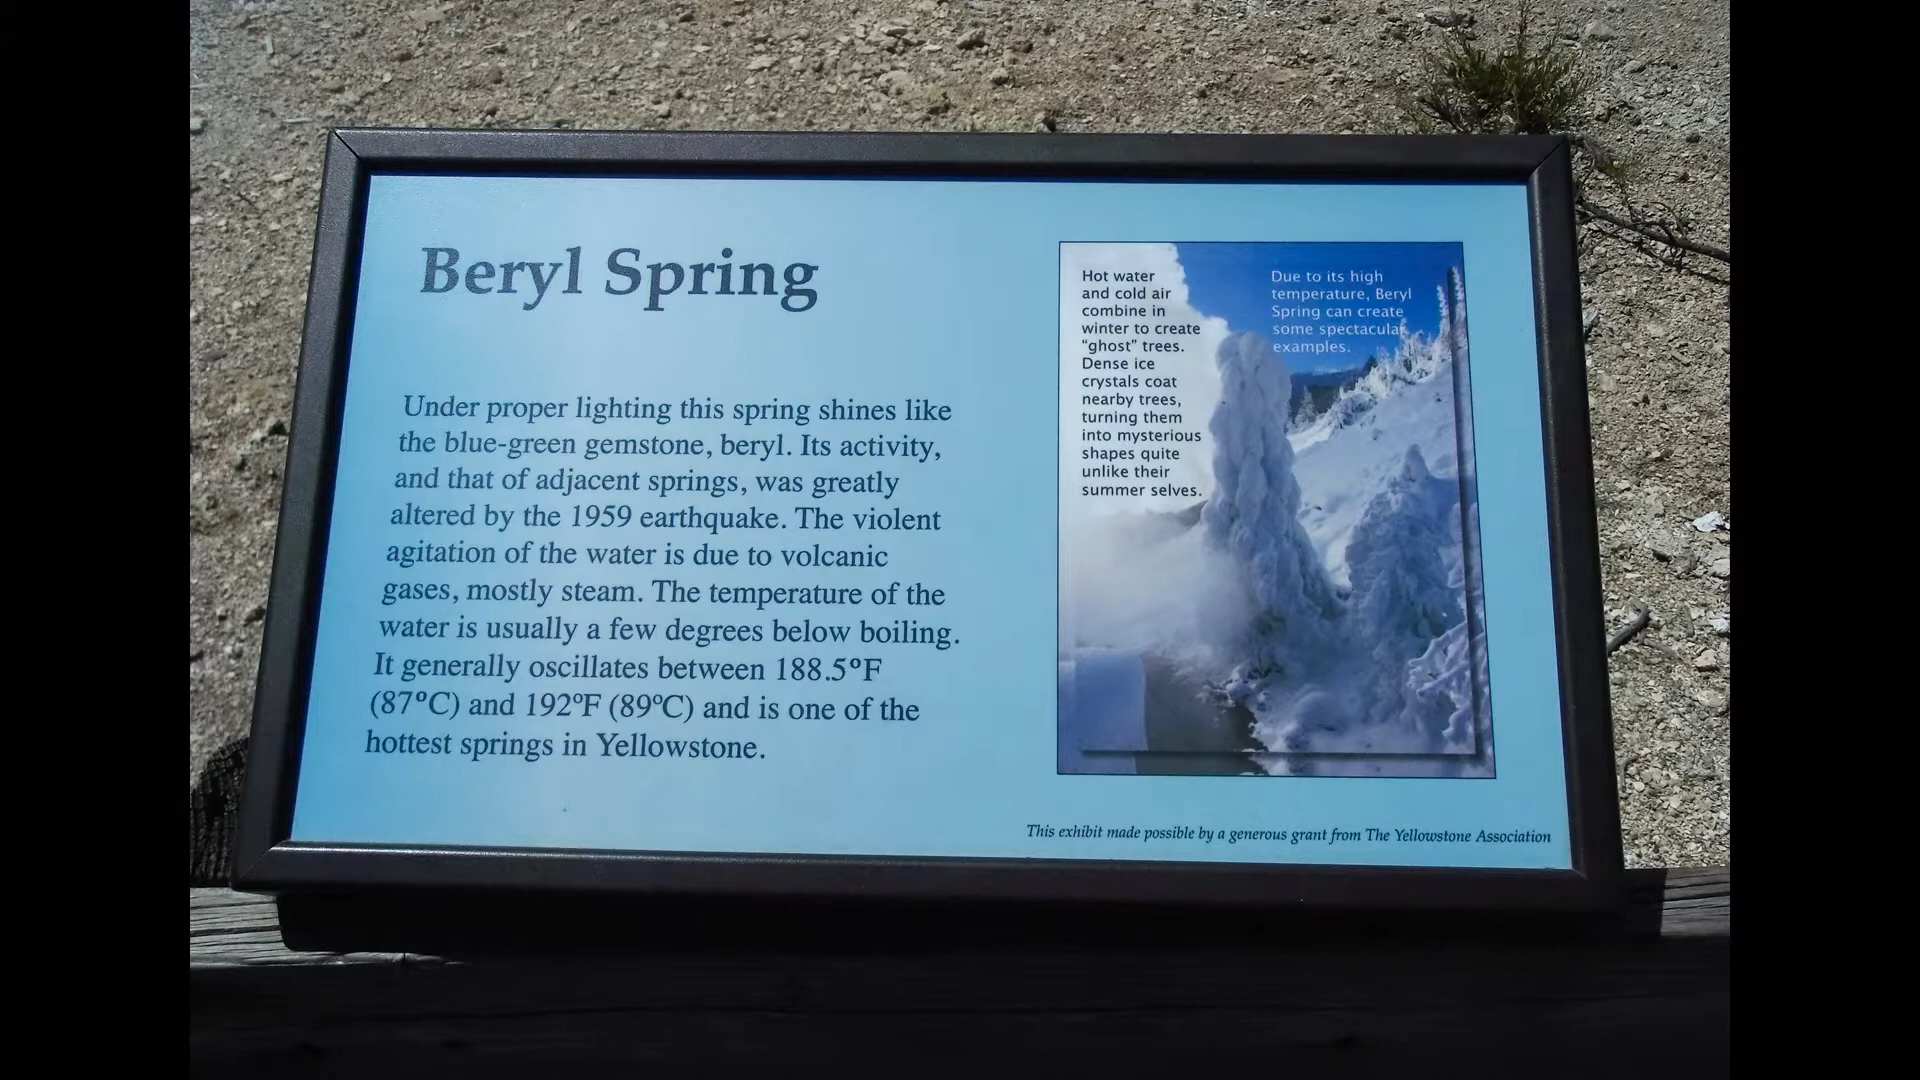 Beryl Spring
Under proper lighting this spring shines like
the blue-green gemstone, beryl. Its activity,
and that of adjacent springs, was greatly
altered by the 1959 earthquake. The violent
agitation of the water is due to volcanic
gases, mostly steam. The temperature of the
water is usually a few degrees below boiling.
It generally oscillates between 188.5ºF
(87ºC) and 192ºF (89ºC) and is one of the
hottest springs in Yellowstone.
Hot water
and cold air
combine in
winter to create
“ghost” trees.
Dense ice
crystals coat
nearby trees,
turning them
into mysterious
shapes quite
unlike their
summer selves.
Due to its high
temperature, Beryl
Spring can create
some spectacular
examples.
This exhibit made possible by a generous grant from The Yellowstone Association